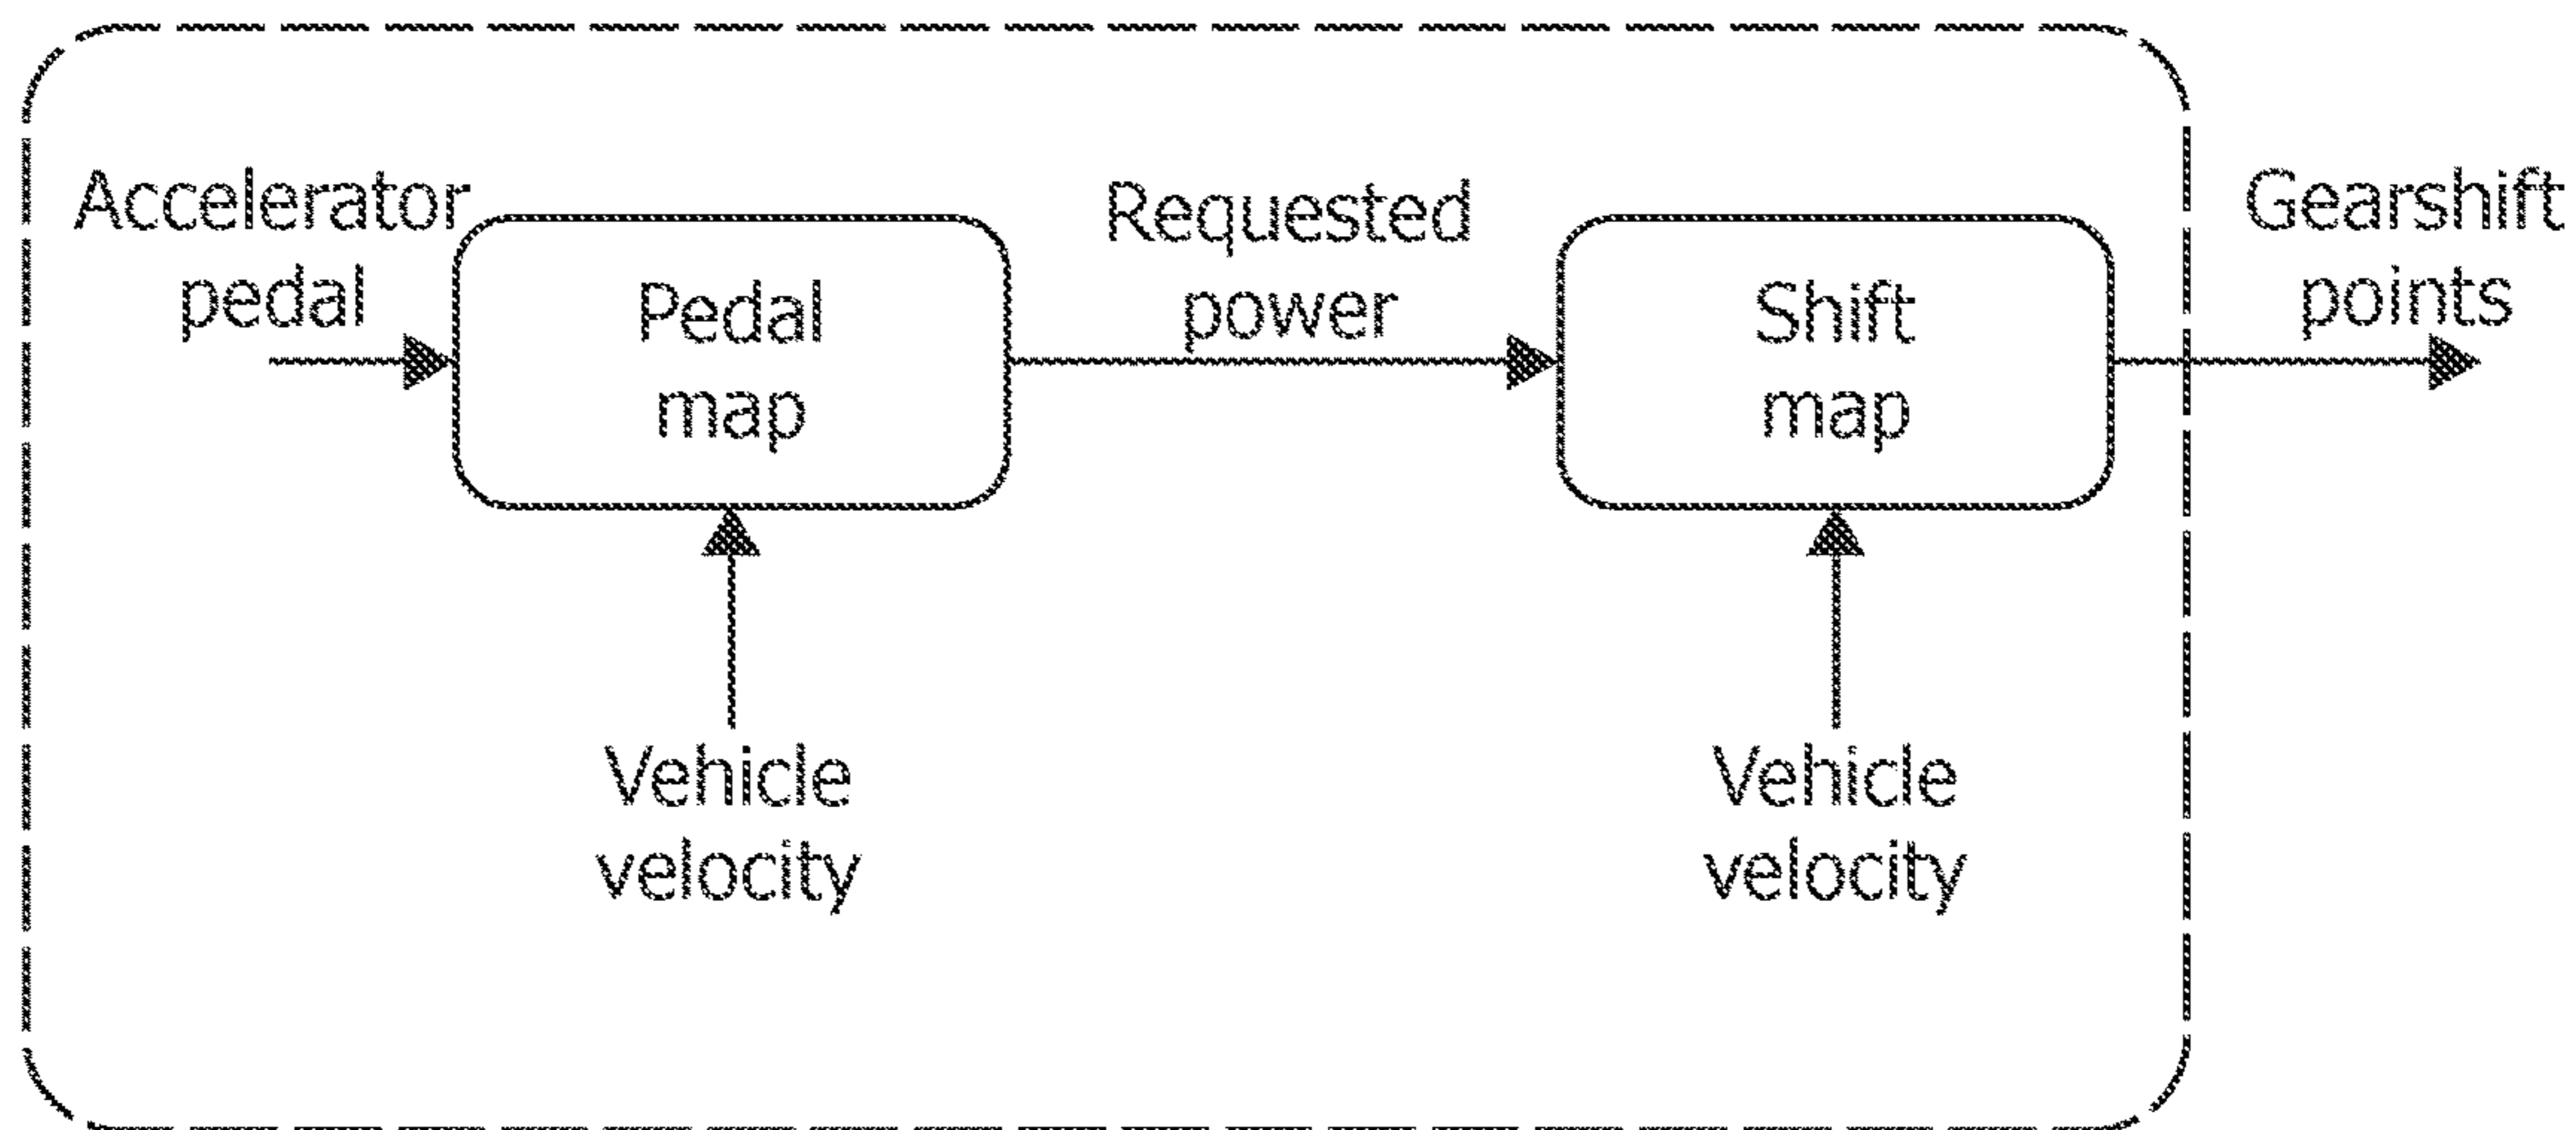 Accelerator
pedal
Pedal
map
Requested
power
Shift
map
Gearshift
points
Vehicle
velocity
Vehicle
velocity